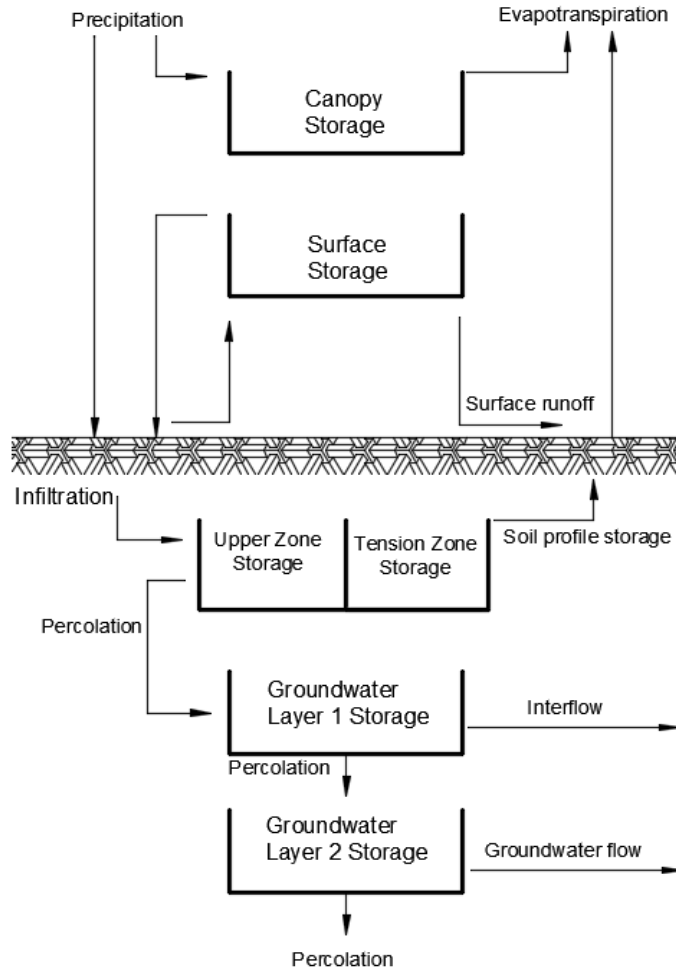 Precipitation
Evapotranspiration
Canopy
Storage
Surface
Storage
Surface runoff
Infiltration
Upper Zone
Storage
Tension Zone
Storage
Soil profile storage
Percolation
Groundwater
Layer 1 Storage
Interflow
Percolation
Groundwater
Layer 2 Storage
Groundwater flow
Percolation